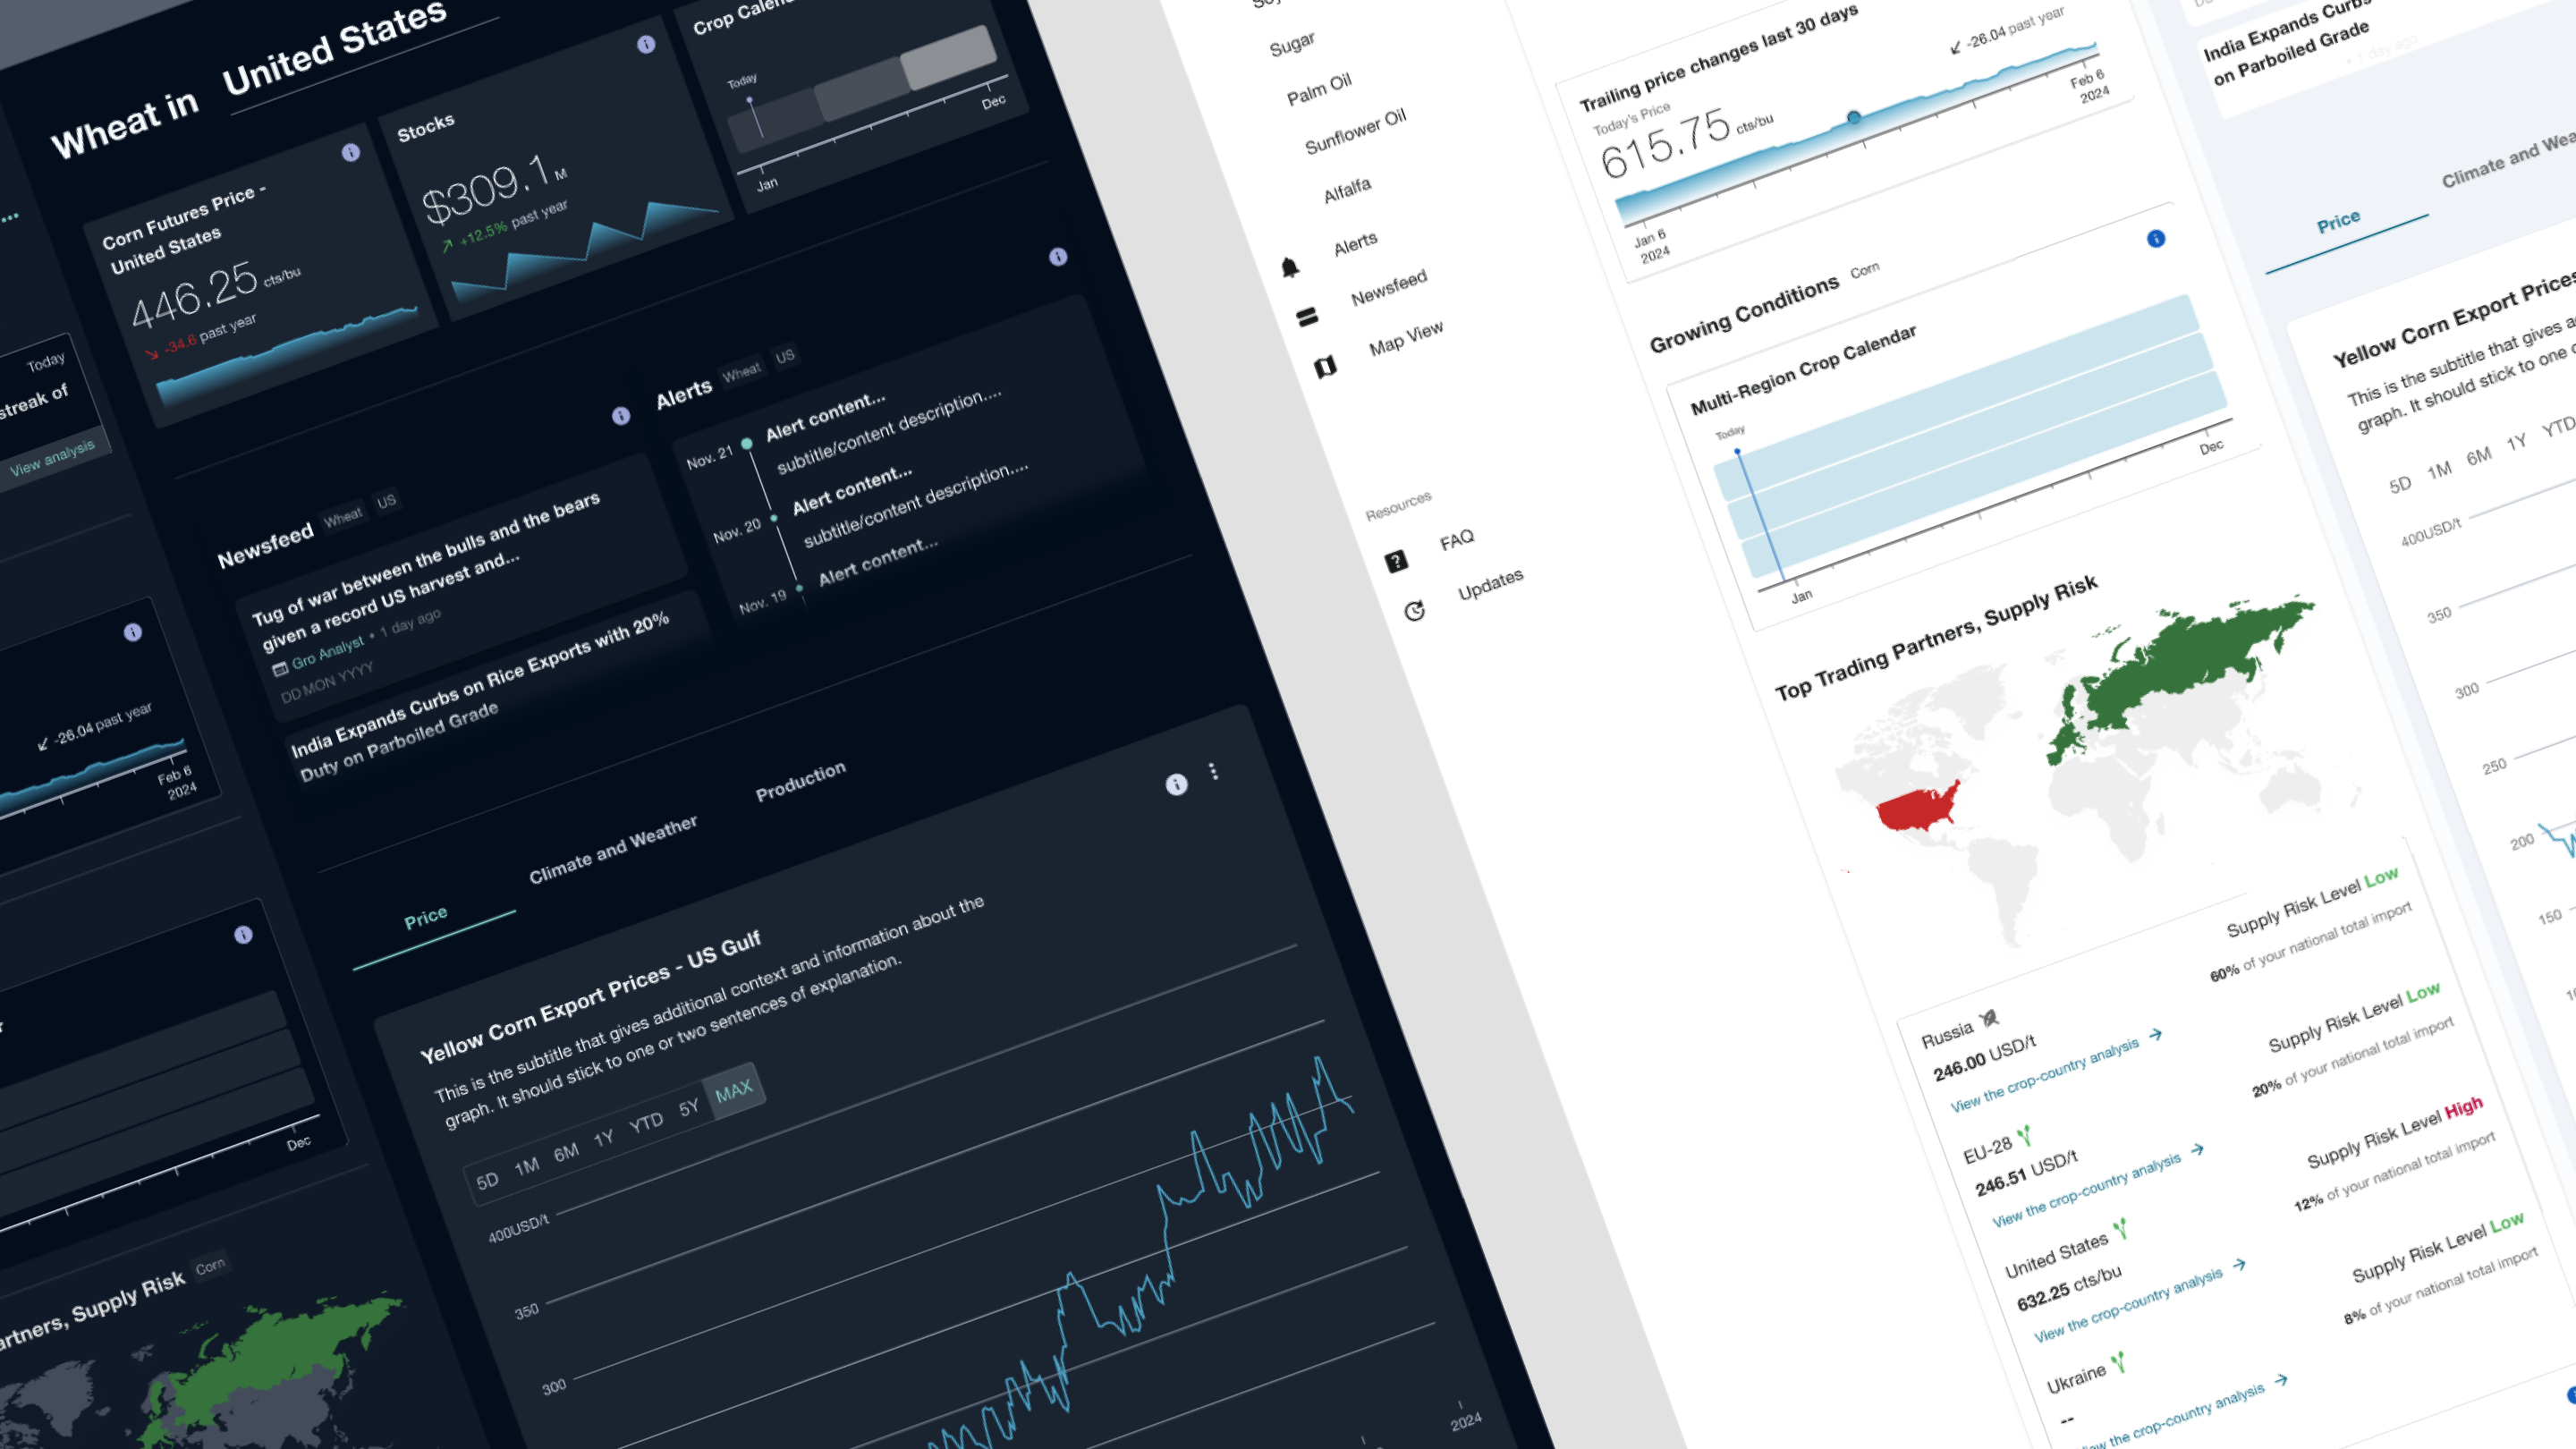 Today
streak of
View analysis
-26.04 past year
Feb 6
2024
Dec
Supply Risk
Corn
Wheat in United States
Corn Futures Price -
United States
446.25 cts/bu
-34.6 past year
Stocks
$309.1 M
+12.5% past year
Today
Jan
Dec
Newsfeed Wheat US
Tug of war between the bulls and the bears
given a record US harvest and...
Gro Analyst • 1 day ago
DD MON YYYY
India Expands Curbs on Rice Exports with 20%
Duty on Parboiled Grade
Alerts Wheat US
Nov. 21
Alert content...
subtitle/content description....
Nov. 20
Alert content...
subtitle/content description....
Nov. 19
Alert content...
Price
Climate and Weather
Production
Yellow Corn Export Prices - US Gulf
This is the subtitle that gives additional context and information about the
graph. It should stick to one or two sentences of explanation.
5D 1M 6M 1Y YTD 5Y MAX
400USD/t
350
300
2024
Sugar
Palm Oil
Sunflower Oil
Alfalfa
Alerts
Newsfeed
Map View
Resources
FAQ
Updates
Trailing price changes last 30 days
Today's Price
615.75 cts/bu
-26.04 past year
Jan 6
2024
Feb 6
2024
Growing Conditions Corn
Multi-Region Crop Calendar
Today
Jan
Dec
Top Trading Partners, Supply Risk
Russia
246.00 USD/t
View the crop-country analysis
Supply Risk Level Low
60% of your national total import
EU-28
246.51 USD/t
View the crop-country analysis
Supply Risk Level Low
20% of your national total import
United States
632.25 cts/bu
View the crop-country analysis
Supply Risk Level High
12% of your national total import
Ukraine
--
the crop-country analysis
Supply Risk Level Low
8% of your national total import
India Expands Curbs
on Parboiled Grade
• 1 day ago
Price
Climate and
Yellow Corn Export Prices
This is the subtitle that gives
graph. It should stick to one
5D 1M 6M 1Y YTD
400USD/t
350
300
250
200
150